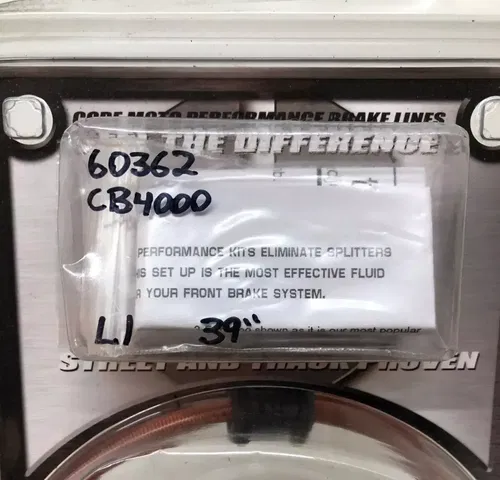 CORE MOTO PERFORMANCE BRAKE LINES
THE DIFFERENCE
60362
CB4000
PERFORMANCE KITS ELIMINATE SPLITTERS
SET UP IS THE MOST EFFECTIVE FLUID
YOUR FRONT BRAKE SYSTEM.
shown as it is our most popular
L1 39"
STREET AND TRACK PROVEN